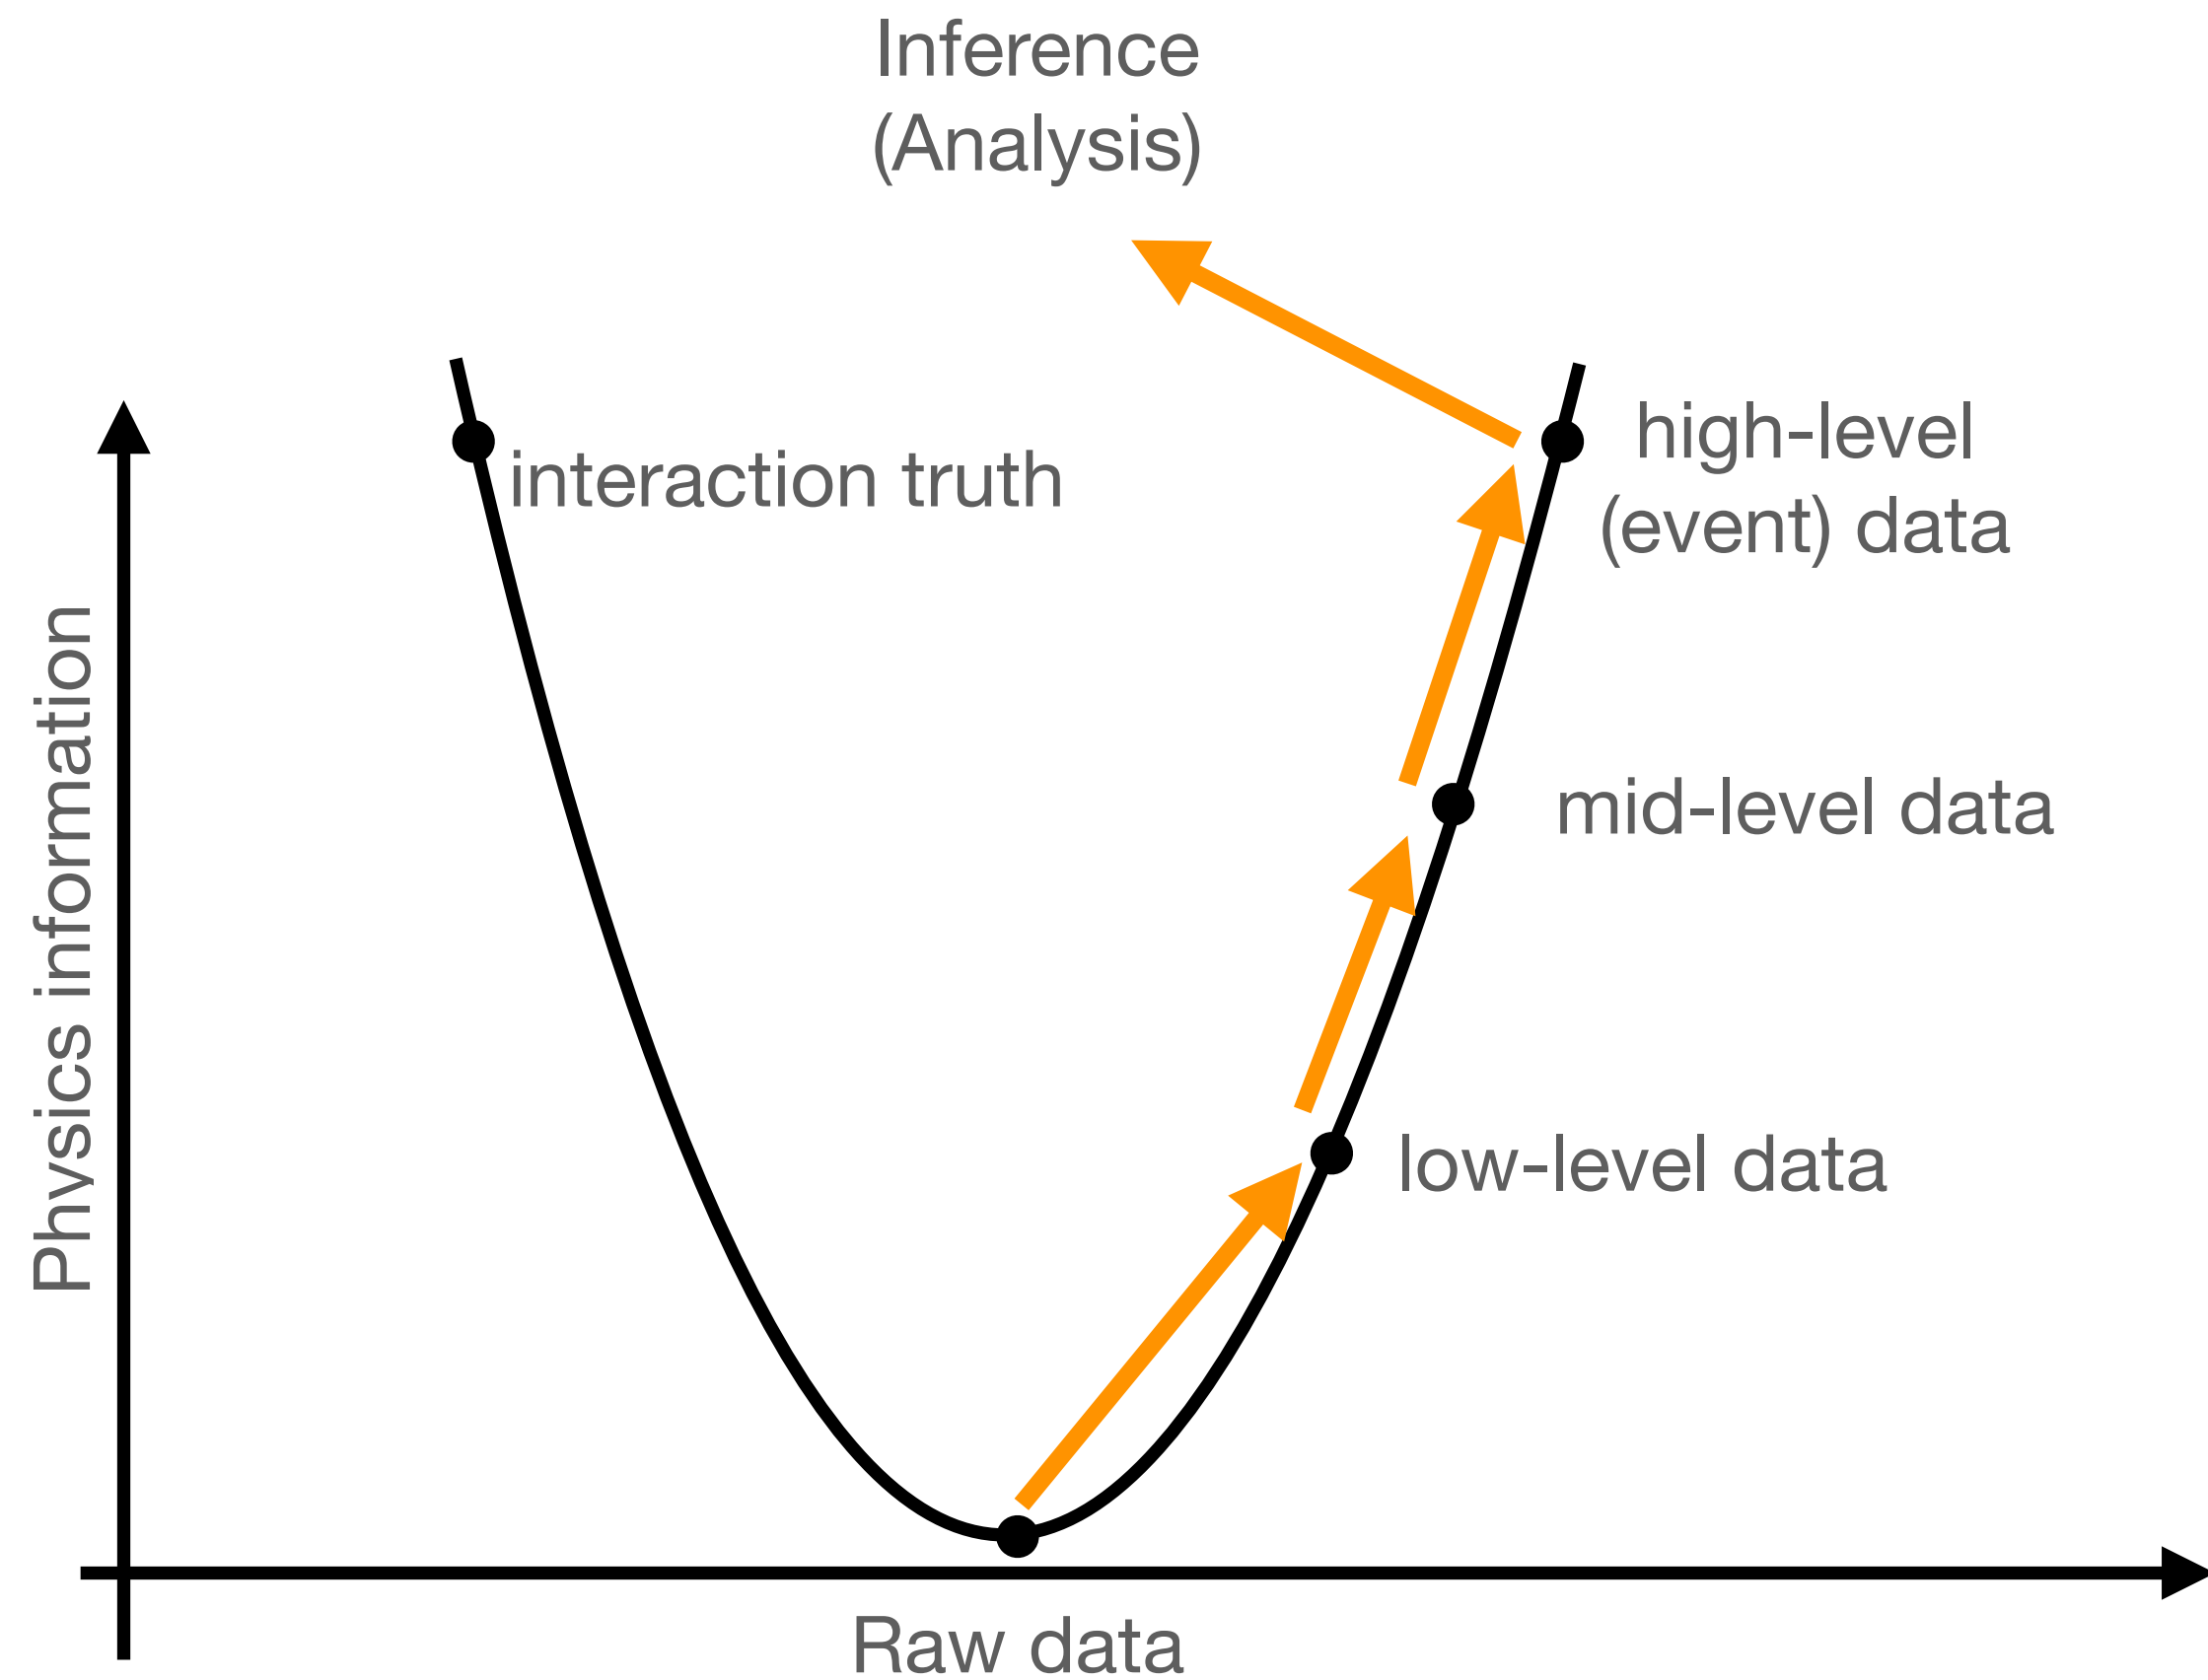 Inference
(Analysis)
interaction truth
high-level
(event) data
mid-level data
low-level data
Physics information
Raw data